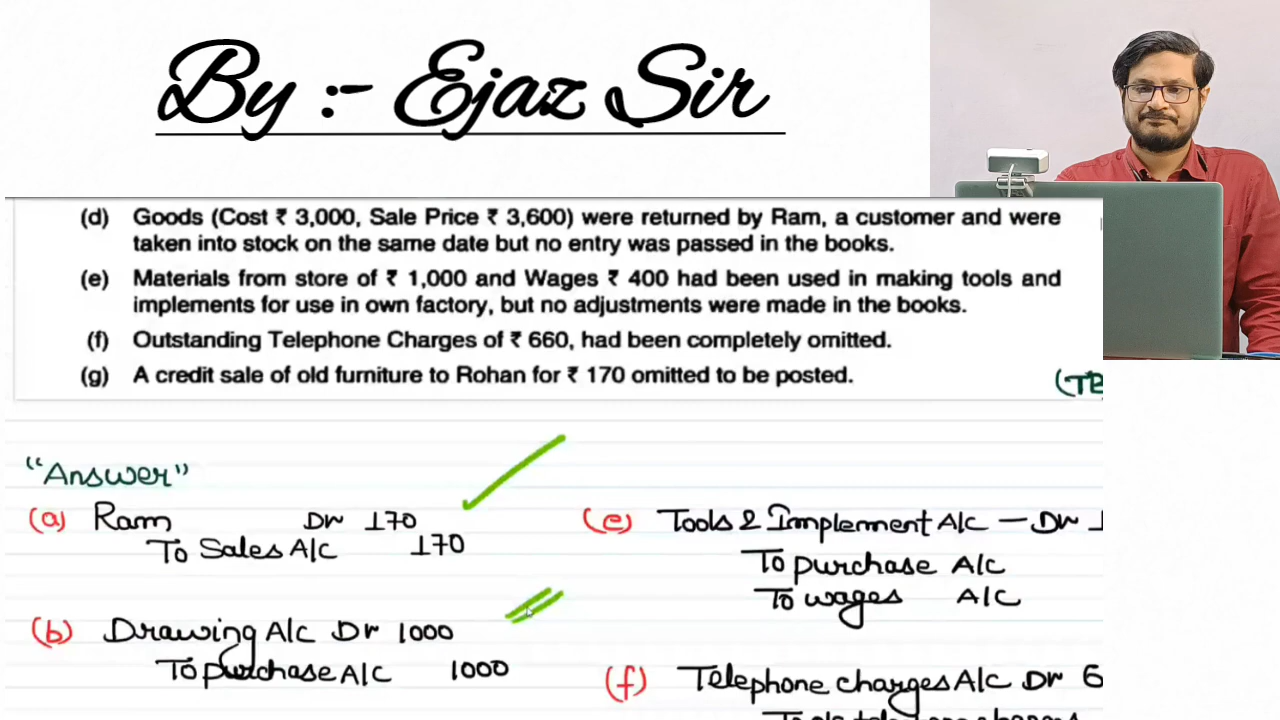 By :- Ejaz Sir
(d) Goods (Cost ₹ 3,000, Sale Price ₹ 3,600) were returned by Ram, a customer and were
taken into stock on the same date but no entry was passed in the books.
(e) Materials from store of ₹ 1,000 and Wages ₹ 400 had been used in making tools and
implements for use in own factory, but no adjustments were made in the books.
(f) Outstanding Telephone Charges of ₹ 660, had been completely omitted.
(g) A credit sale of old furniture to Rohan for ₹ 170 omitted to be posted.
"Answer"
(a) Ram Dr 170
To Sales A/c 170
(b) Drawing A/c Dr 1000
To purchase A/c 1000
(e) Tools & Implement A/c — Dr 1
To purchase A/c
To wages A/c
(f) Telephone charges A/c Dr 6